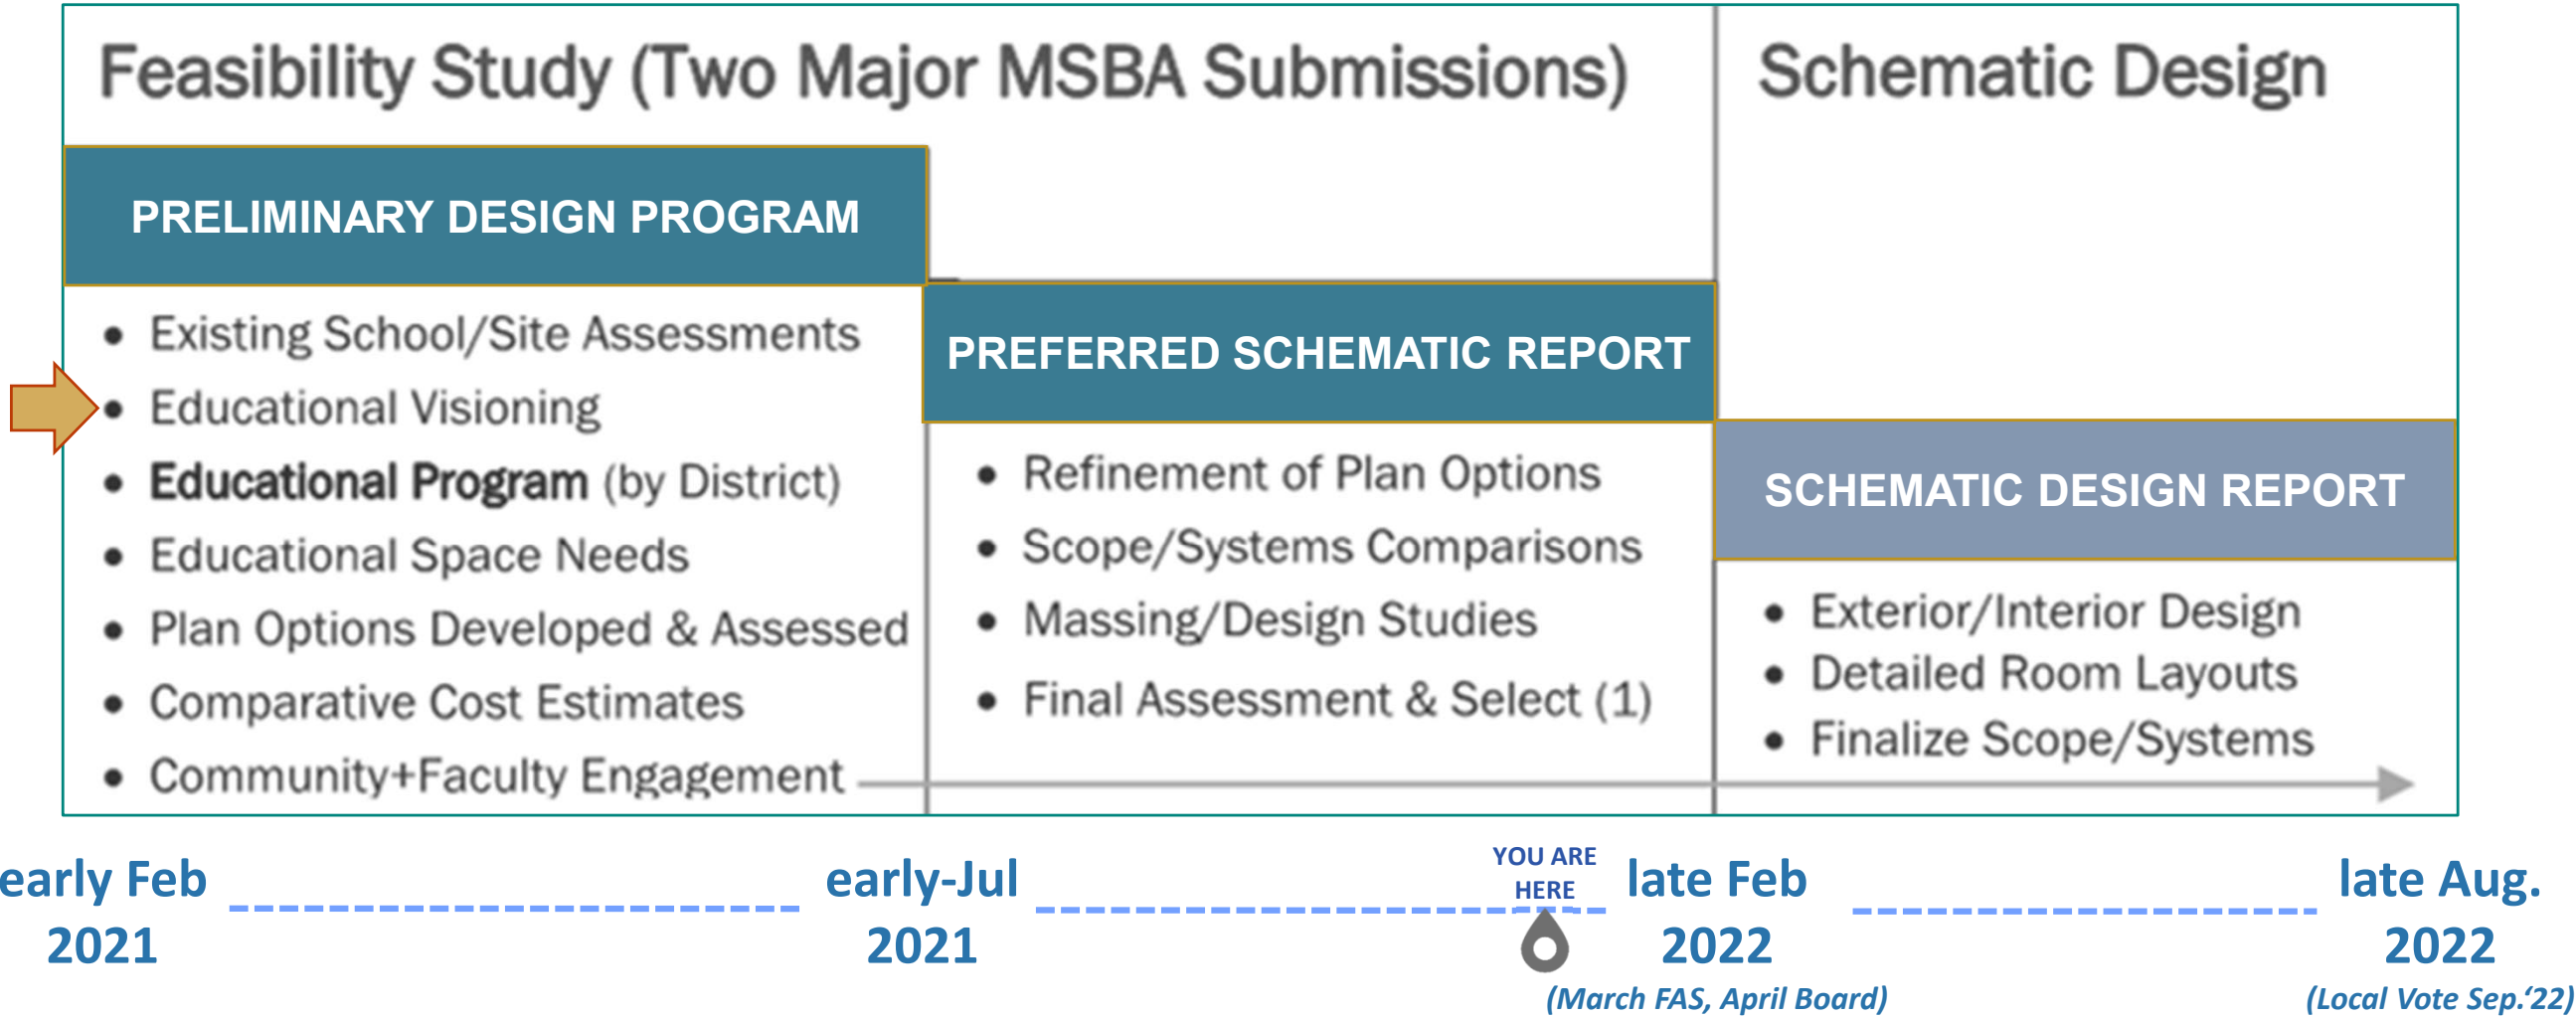 Feasibility Study (Two Major MSBA Submissions)
Schematic Design
PRELIMINARY DESIGN PROGRAM
• Existing School/Site Assessments
• Educational Visioning
• Educational Program (by District)
• Educational Space Needs
• Plan Options Developed & Assessed
• Comparative Cost Estimates
• Community+Faculty Engagement
PREFERRED SCHEMATIC REPORT
• Refinement of Plan Options
• Scope/Systems Comparisons
• Massing/Design Studies
• Final Assessment & Select (1)
SCHEMATIC DESIGN REPORT
• Exterior/Interior Design
• Detailed Room Layouts
• Finalize Scope/Systems
early Feb
2021
early-Jul
2021
YOU ARE
HERE
late Feb
2022
(March FAS, April Board)
late Aug.
2022
(Local Vote Sep.‘22)